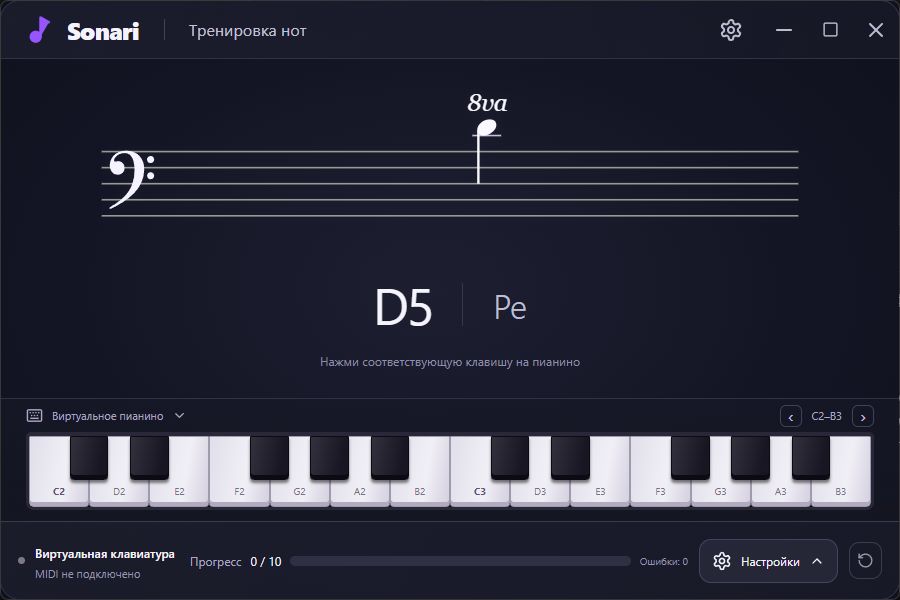 Sonari
Тренировка нот
8va
D5
Ре
Нажми соответствующую клавишу на пианино
Виртуальное пианино
C2–B3
C2 D2 E2 F2 G2 A2 B2 C3 D3 E3 F3 G3 A3 B3
Виртуальная клавиатура
MIDI не подключено
Прогресс 0 / 10
Ошибки: 0
Настройки